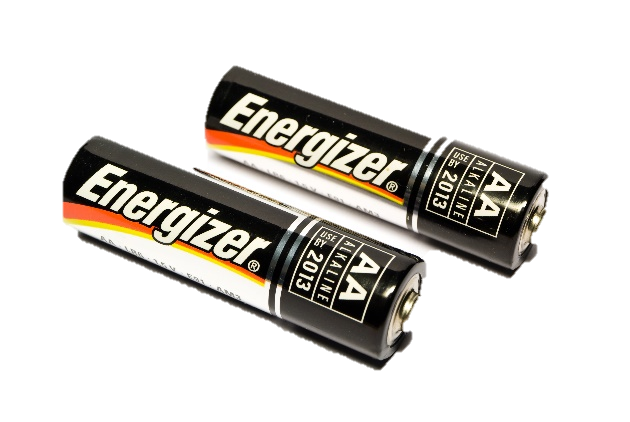 Energizer®
AA
ALKALINE
USE BY 2013
Energizer®
AA
ALKALINE
USE BY 2013